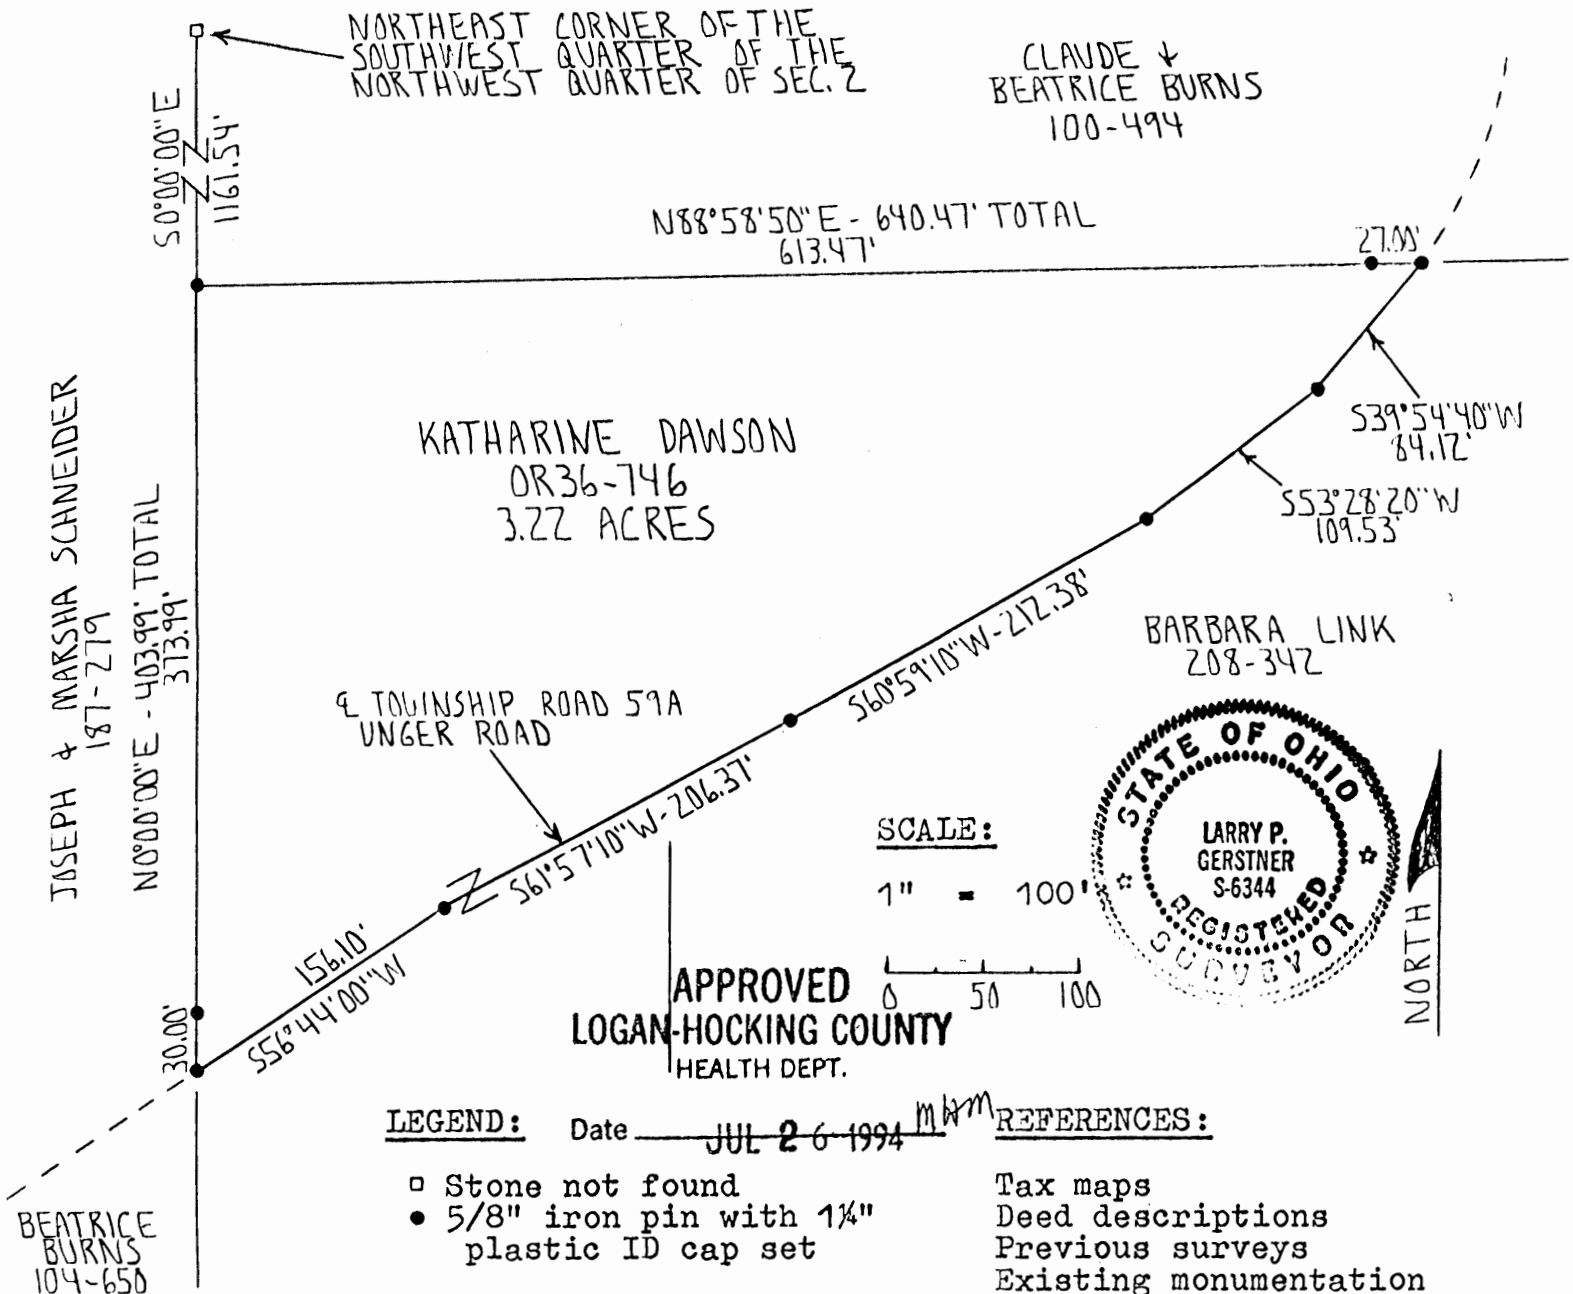 NORTHEAST CORNER OF THE
SOUTHWEST QUARTER OF THE
NORTHWEST QUARTER OF SEC. 2
CLAUDE &
BEATRICE BURNS
100-494
S0°00'00"E
1161.54'
N88°58'50"E - 640.47' TOTAL
613.47'
27.00'
S39°54'40"W
84.12'
S53°28'20"W
109.53'
KATHARINE DAWSON
OR36-746
3.22 ACRES
JOSEPH & MARSHA SCHNEIDER
187-279
N0°00'00"E - 403.99' TOTAL
373.99'
S60°59'10"W - 212.38'
BARBARA LINK
208-342
℄ TOWNSHIP ROAD 59A
UNGER ROAD
S61°57'10"W - 206.37'
SCALE:
1" = 100'
0 50 100
STATE OF OHIO
LARRY P.
GERSTNER
S-6344
REGISTERED
SURVEYOR
NORTH
156.10'
S56°44'00"W
30.00'
APPROVED
LOGAN-HOCKING COUNTY
HEALTH DEPT.
Date JUL 26 1994 MWM
LEGEND:
□ Stone not found
● 5/8" iron pin with 1¼"
plastic ID cap set
REFERENCES:
Tax maps
Deed descriptions
Previous surveys
Existing monumentation
BEATRICE
BURNS
104-650